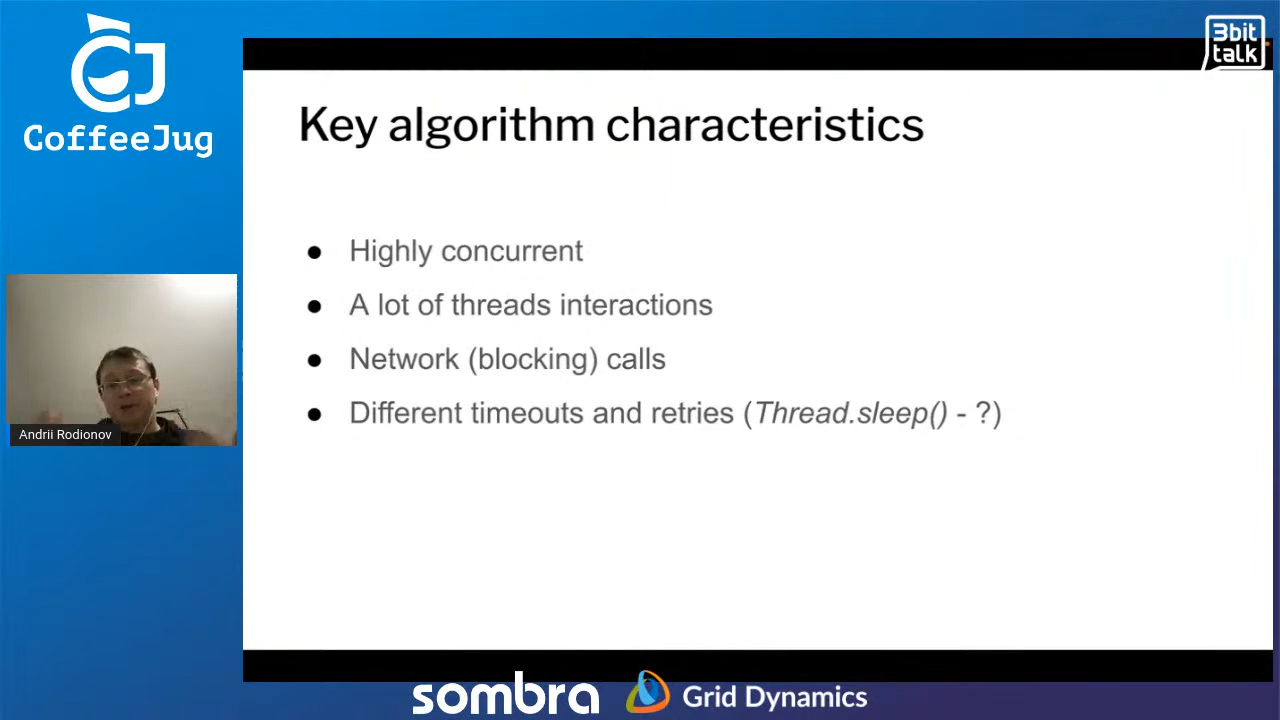 CJ
CoffeeJug
3bit
talk
Key algorithm characteristics
● Highly concurrent
● A lot of threads interactions
● Network (blocking) calls
● Different timeouts and retries (Thread.sleep() - ?)
Andrii Rodionov
sombra
Grid Dynamics